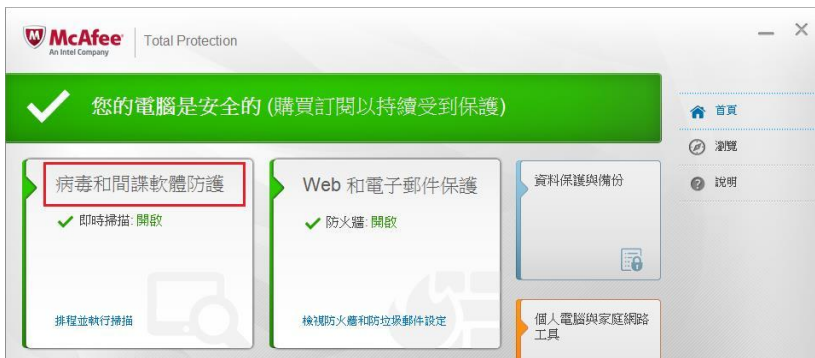 McAfee
An Intel Company
Total Protection
您的電腦是安全的 (購買訂閱以持續受到保護)
首頁
瀏覽
說明
病毒和間諜軟體防護
即時掃描: 開啟
排程並執行掃描
Web 和電子郵件保護
防火牆: 開啟
檢視防火牆和防垃圾郵件設定
資料保護與備份
個人電腦與家庭網路
工具